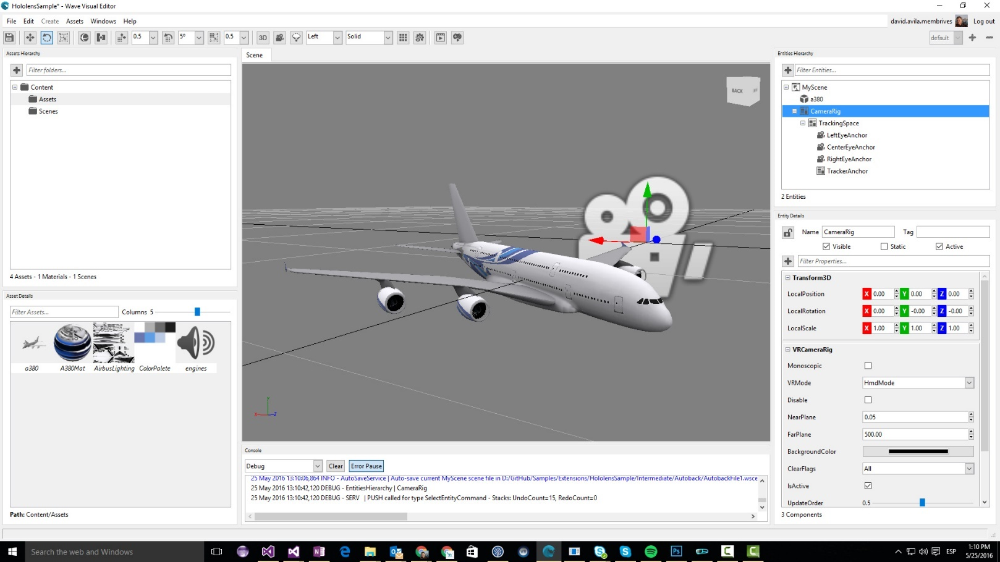 HololensSample* - Wave Visual Editor
File Edit Create Assets Windows Help
david.avila.membrives Log out
0.5 5º 0.5 3D Left Solid
default
Assets Hierarchy
Filter folders...
Content
Assets
Scenes
4 Assets - 1 Materials - 1 Scenes
Asset Details
Filter Assets... Columns 5
a380 A380Mat AirbusLighting ColorPalete engines
Path: Content/Assets
Scene
BACK
Y
X Z
Console
Debug Clear Error Pause
25 May 2016 13:10:06,864 INFO - AutoSaveService | Auto-save current MyScene scene file in D:/GitHub/Samples/Extensions/HololensSample/Intermediate/Autoback/AutobackFile1.wsce
25 May 2016 13:10:42,120 DEBUG - EntitiesHierarchy | CameraRig
25 May 2016 13:10:42,120 DEBUG - SERV | PUSH called for type SelectEntityCommand - Stacks: UndoCount=15, RedoCount=0
Entities Hierarchy
Filter Entities...
MyScene
a380
CameraRig
TrackingSpace
LeftEyeAnchor
CenterEyeAnchor
RightEyeAnchor
TrackerAnchor
2 Entities
Entity Details
Name CameraRig Tag
Visible Static Active
Filter Properties...
Transform3D
LocalPosition X 0.00 Y 0.00 Z 0.00
LocalRotation X 0.00 Y -0.00 Z -0.00
LocalScale X 1.00 Y 1.00 Z 1.00
VRCameraRig
Monoscopic
VRMode HmdMode
Disable
NearPlane 0.05
FarPlane 500.00
BackgroundColor
ClearFlags All
IsActive
UpdateOrder 0.5
3 Components
Search the web and Windows
ESP
1:10 PM
5/25/2016